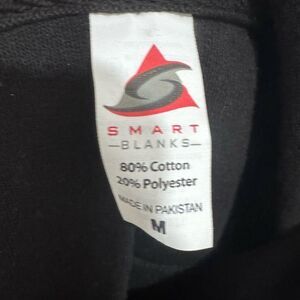 SMART
BLANKS
80% Cotton
20% Polyester
MADE IN PAKISTAN
M